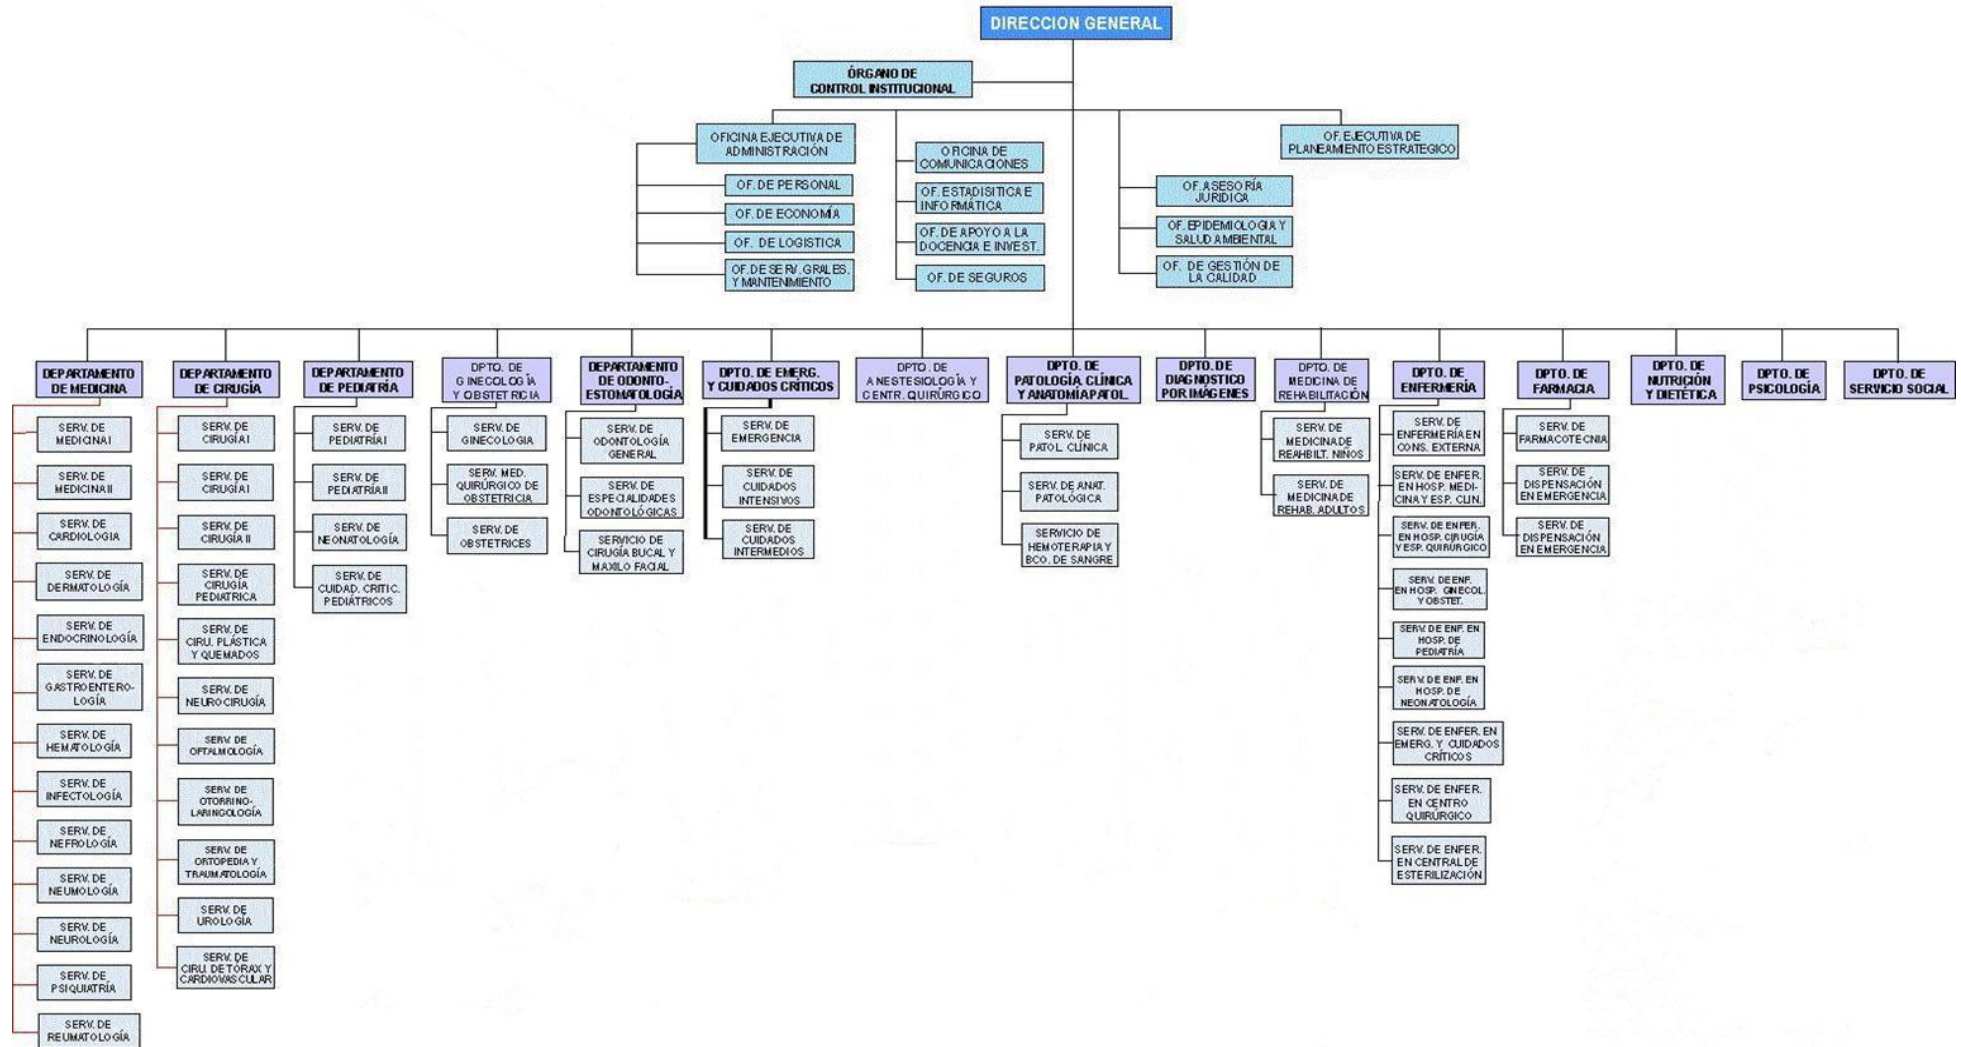 DIRECCION GENERAL
ÓRGANO DE
CONTROL INSTITUCIONAL
OFICINA EJECUTIVA DE
ADMINISTRACIÓN
OF. DE PERSONAL
OF. DE ECONOMÍA
OF. DE LOGISTICA
OF. DE SERV. GRALES.
Y MANTENIMIENTO
OFICINA DE
COMUNICACIONES
OF. ESTADISITICA E
INFORMÁTICA
OF. DE APOYO A LA
DOCENCIA E INVEST.
OF. DE SEGUROS
OF. EJECUTIVA DE
PLANEAMIENTO ESTRATEGICO
OF. ASESORÍA
JURIDICA
OF. EPIDEMIOLOGIA Y
SALUD AMBIENTAL
OF. DE GESTIÓN DE
LA CALIDAD
DEPARTAMENTO
DE MEDICINA
SERV. DE
MEDICINA I
SERV. DE
MEDICINA II
SERV. DE
CARDIOLOGIA
SERV. DE
DERMATOLOGÍA
SERV. DE
ENDOCRINOLOGÍA
SERV. DE
GASTROENTERO-
LOGÍA
SERV. DE
HEMATOLOGÍA
SERV. DE
INFECTOLOGÍA
SERV. DE
NEFROLOGÍA
SERV. DE
NEUMOLOGÍA
SERV. DE
NEUROLOGÍA
SERV. DE
PSIQUIATRÍA
SERV. DE
REUMATOLOGÍA
DEPARTAMENTO
DE CIRUGÍA
SERV. DE
CIRUGÍA I
SERV. DE
CIRUGÍA I
SERV. DE
CIRUGÍA II
SERV. DE
CIRUGÍA
PEDIATRICA
SERV. DE
CIRU. PLÁSTICA
Y QUEMADOS
SERV. DE
NEUROCIRUGÍA
SERV. DE
OFTALMOLOGÍA
SERV. DE
OTORRINO-
LARINGOLOGÍA
SERV. DE
ORTOPEDIA Y
TRAUMATOLOGÍA
SERV. DE
UROLOGÍA
SERV. DE
CIRU. DE TÓRAX Y
CARDIOVASCULAR
DEPARTAMENTO
DE PEDIATRÍA
SERV. DE
PEDIATRÍA I
SERV. DE
PEDIATRÍA II
SERV. DE
NEONATOLOGÍA
SERV. DE
CUIDAD. CRITIC.
PEDIÁTRICOS
DPTO. DE
GINECOLOGÍA
Y OBSTETRICIA
SERV. DE
GINECOLOGIA
SERV. MED.
QUIRÚRGICO DE
OBSTETRICIA
SERV. DE
OBSTETRICES
DEPARTAMENTO
DE ODONTO-
ESTOMATOLOGÍA
SERV. DE
ODONTOLOGÍA
GENERAL
SERV. DE
ESPECIALIDADES
ODONTOLÓGICAS
SERVICIO DE
CIRUGÍA BUCAL Y
MAXILO FACIAL
DPTO. DE EMERG.
Y CUIDADOS CRÍTICOS
SERV. DE
EMERGENCIA
SERV. DE
CUIDADOS
INTENSIVOS
SERV. DE
CUIDADOS
INTERMEDIOS
DPTO. DE
ANESTESIOLOGÍA Y
CENTR. QUIRÚRGICO
DPTO. DE
PATOLOGÍA CLÍNICA
Y ANATOMÍA PATOL.
SERV. DE
PATOL. CLÍNICA
SERV. DE ANAT.
PATOLÓGICA
SERVICIO DE
HEMOTERAPIA Y
BCO. DE SANGRE
DPTO. DE
DIAGNÓSTICO
POR IMÁGENES
DPTO. DE
MEDICINA DE
REHABILITACIÓN
SERV. DE
MEDICINA DE
REAHBILT. NIÑOS
SERV. DE
MEDICINA DE
REHAB. ADULTOS
DPTO. DE
ENFERMERÍA
SERV. DE
ENFERMERÍA EN
CONS. EXTERNA
SERV. DE ENFER.
EN HOSP. MEDI-
CINA Y ESP. CLIN.
SERV. DE ENFER.
EN HOSP. CIRUGÍA
Y ESP. QUIRÚRGICO
SERV. DE ENF.
EN HOSP. GINECOL.
Y OBSTET.
SERV. DE ENF. EN
HOSP. DE
PEDIATRÍA
SERV. DE ENF. EN
HOSP. DE
NEONATOLOGÍA
SERV. DE ENFER. EN
EMERG. Y CUIDADOS
CRÍTICOS
SERV. DE ENFER.
EN CENTRO
QUIRÚRGICO
SERV. DE ENFER.
EN CENTRAL DE
ESTERILIZACIÓN
DPTO. DE
FARMACIA
SERV. DE
FARMACOTECNIA
SERV. DE
DISPENSACIÓN
EN EMERGENCIA
SERV. DE
DISPENSACIÓN
EN EMERGENCIA
DPTO. DE
NUTRICIÓN
Y DIETÉTICA
DPTO. DE
PSICOLOGÍA
DPTO. DE
SERVICIO SOCIAL